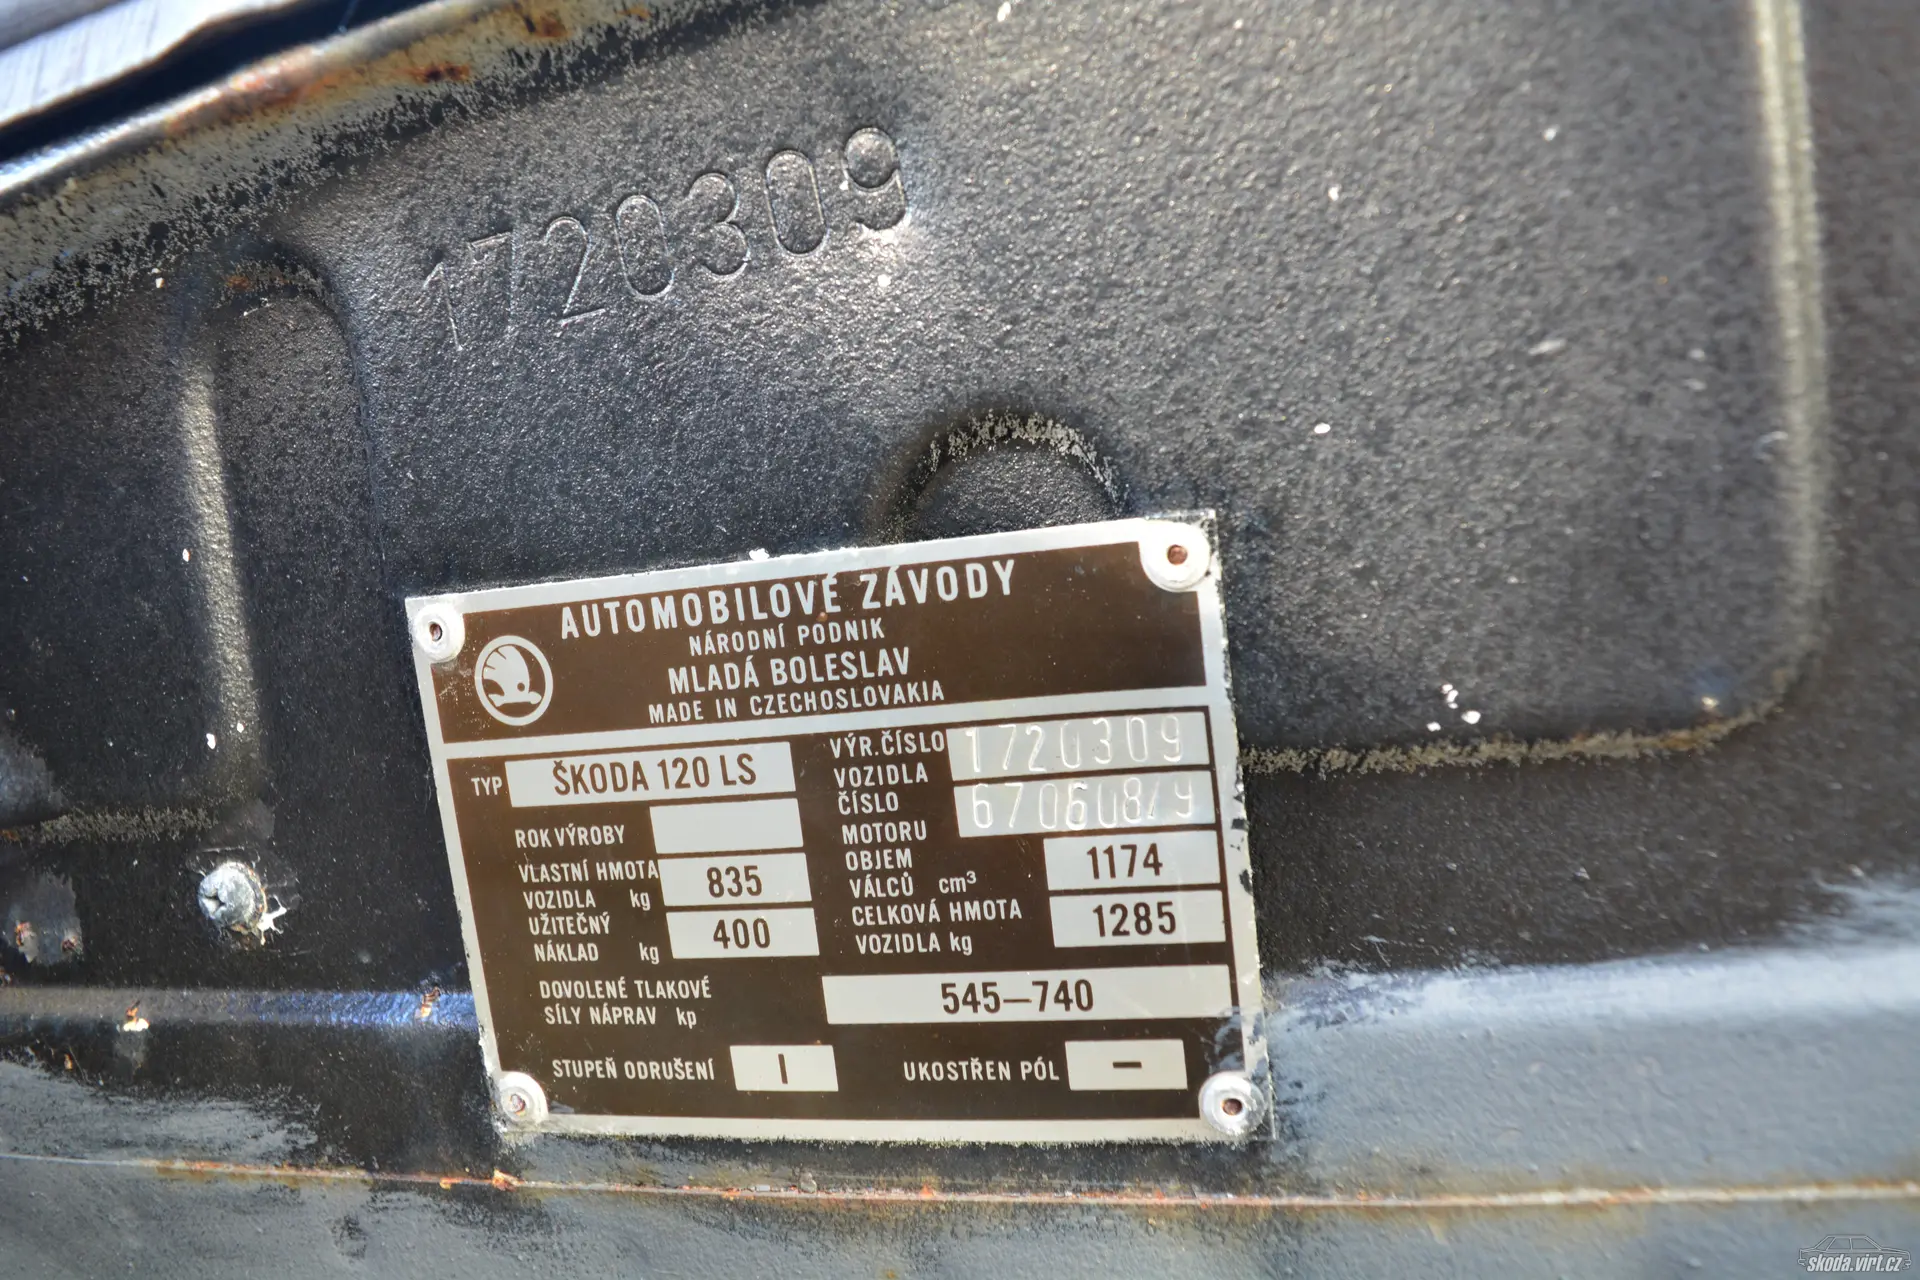 1720309
AUTOMOBILOVÉ ZÁVODY
NÁRODNÍ PODNIK
MLADÁ BOLESLAV
MADE IN CZECHOSLOVAKIA
TYP ŠKODA 120 LS
ROK VÝROBY
VLASTNÍ HMOTA
VOZIDLA kg 835
UŽITEČNÝ
NÁKLAD kg 400
VÝR.ČÍSLO
VOZIDLA 1720309
ČÍSLO
MOTORU 670608/9
OBJEM
VÁLCŮ cm³ 1174
CELKOVÁ HMOTA
VOZIDLA kg 1285
DOVOLENÉ TLAKOVÉ
SÍLY NÁPRAV kp 545–740
STUPEŇ ODRUŠENÍ I
UKOSTŘEN PÓL –
skoda.virt.cz